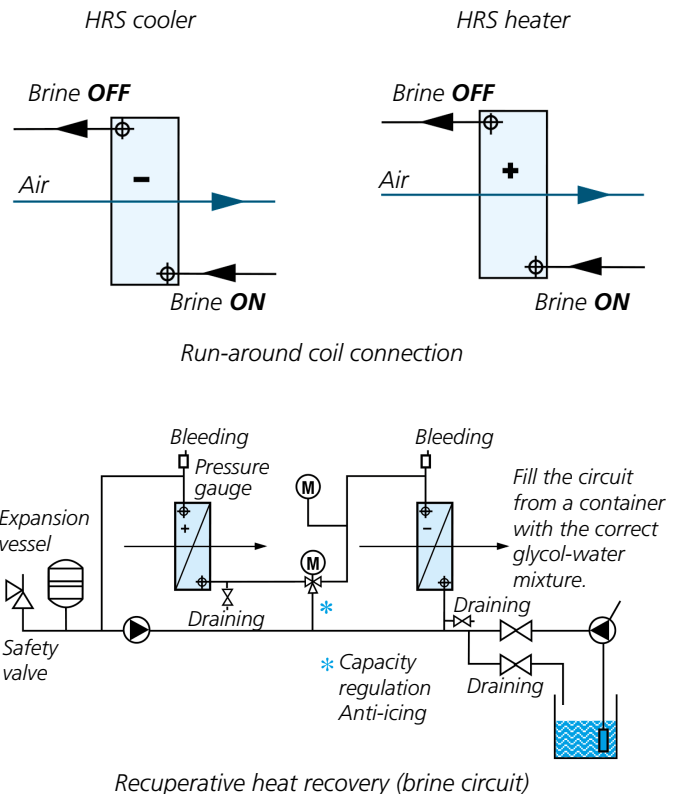 HRS cooler
HRS heater
Brine OFF
Brine OFF
–
+
Air
Air
Brine ON
Brine ON
Run-around coil connection
Bleeding
Bleeding
Pressure
gauge
M
Fill the circuit
from a container
with the correct
glycol-water
mixture.
Expansion
vessel
+
–
M
Draining
*
Draining
Safety
valve
* Capacity
regulation
Anti-icing
Draining
Recuperative heat recovery (brine circuit)